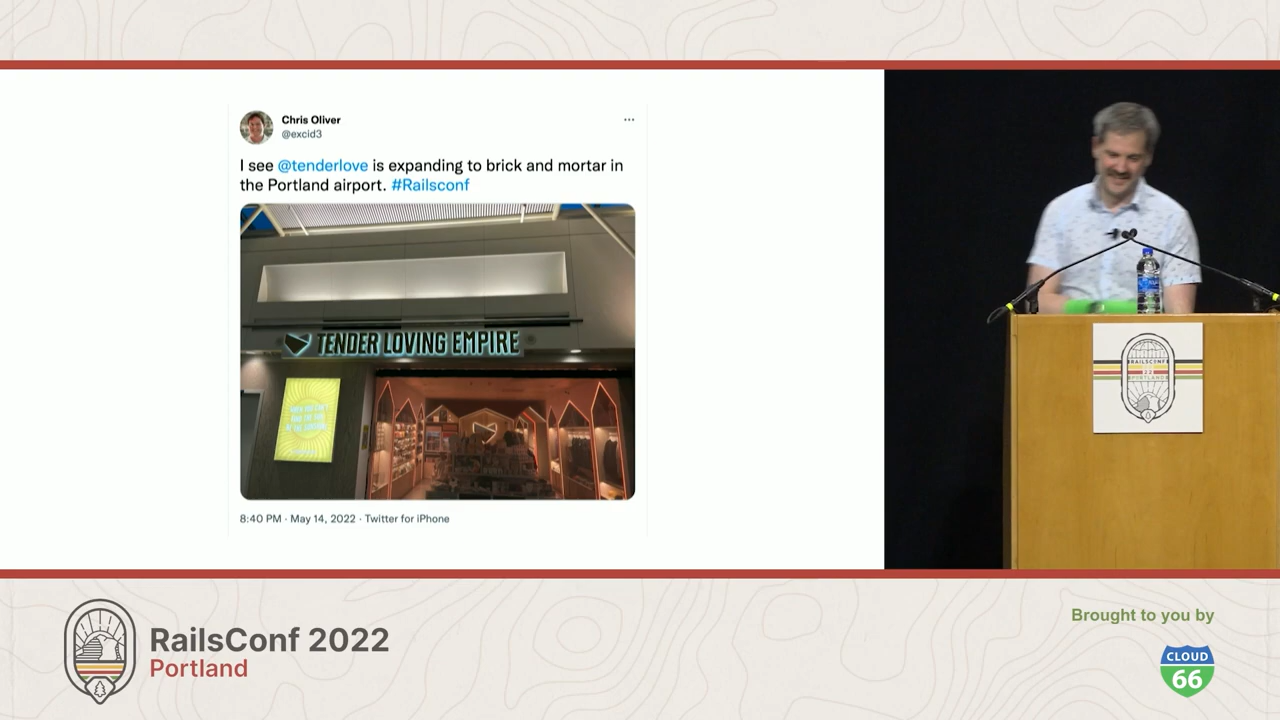 Chris Oliver
@excid3
I see @tenderlove is expanding to brick and mortar in
the Portland airport. #Railsconf
TENDER LOVING EMPIRE
8:40 PM · May 14, 2022 · Twitter for iPhone
RAILSCONF
PORTLAND
RailsConf 2022
Portland
Brought to you by
CLOUD
66